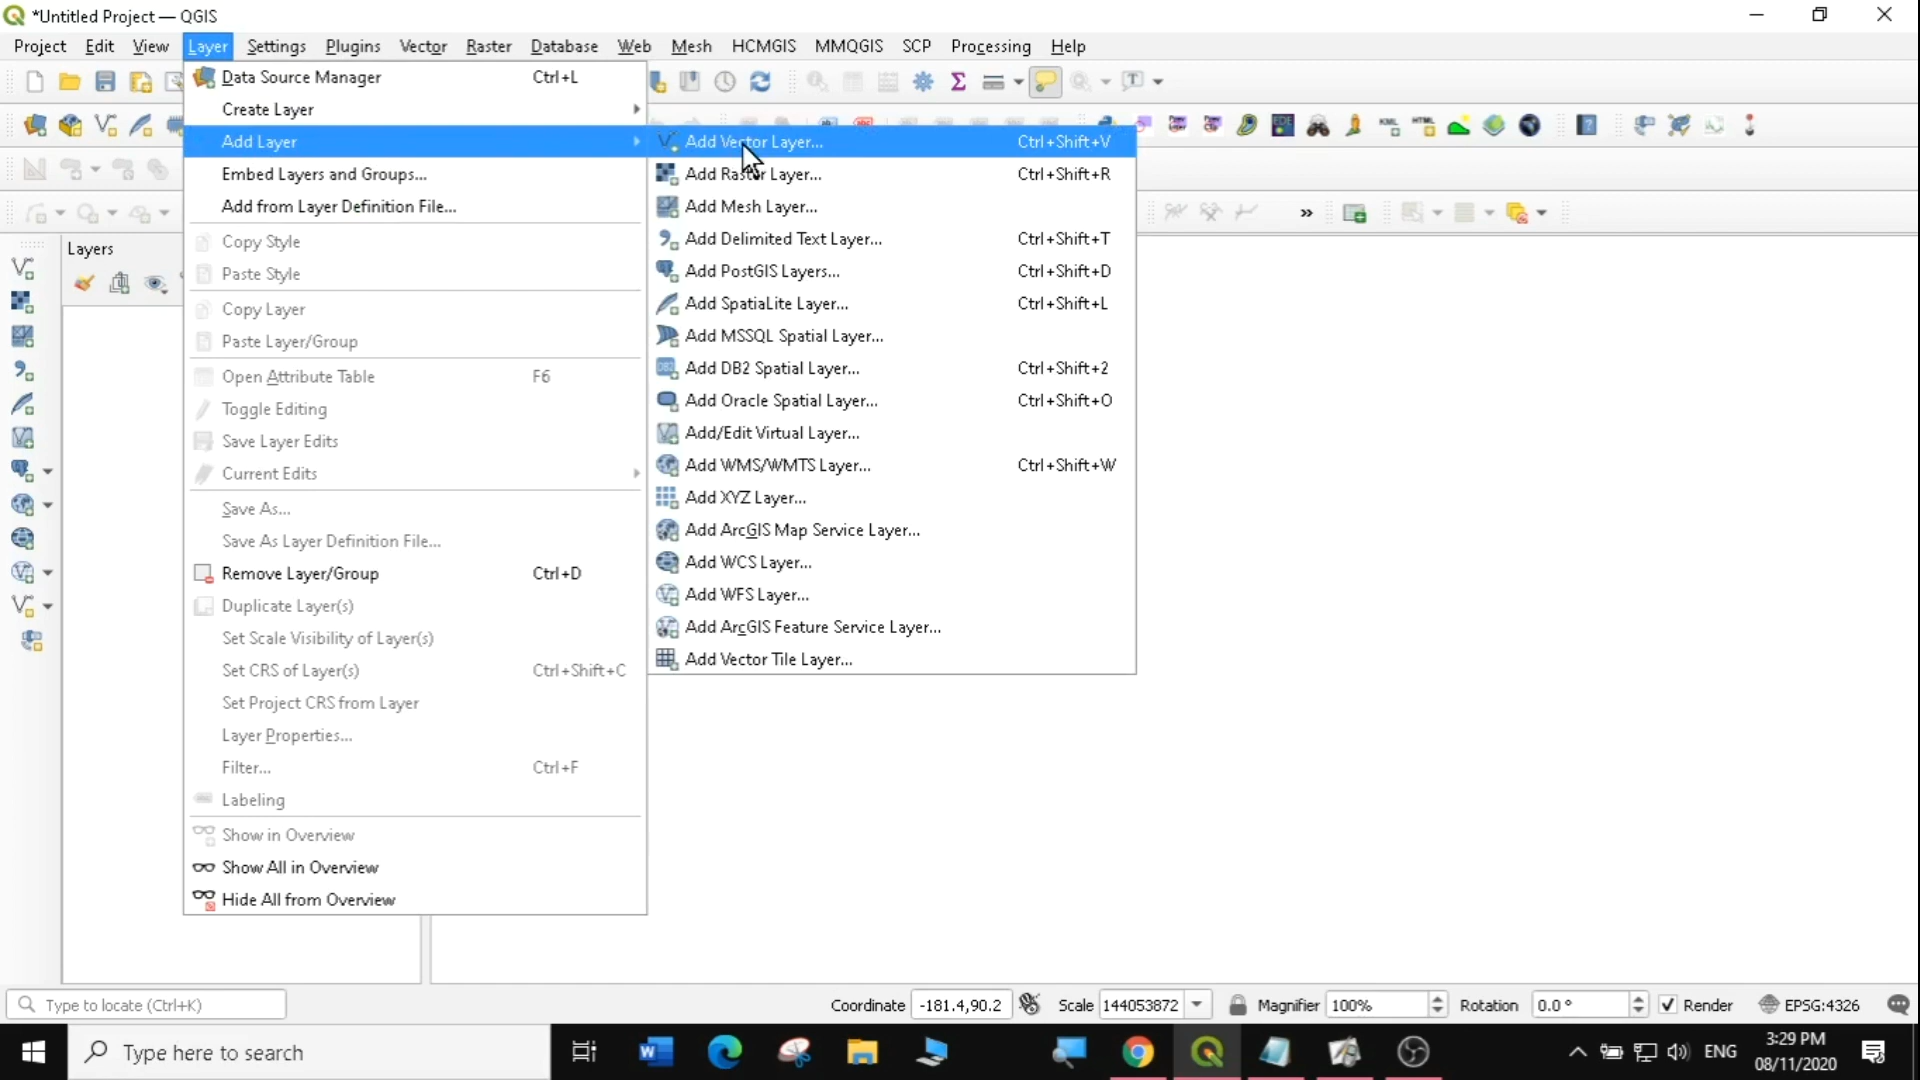 *Untitled Project — QGIS
Project Edit View Layer Settings Plugins Vector Raster Database Web Mesh HCMGIS MMQGIS SCP Processing Help
Data Source Manager Ctrl+L
Create Layer
Add Layer
Embed Layers and Groups...
Add from Layer Definition File...
Copy Style
Paste Style
Copy Layer
Paste Layer/Group
Open Attribute Table F6
Toggle Editing
Save Layer Edits
Current Edits
Save As...
Save As Layer Definition File...
Remove Layer/Group Ctrl+D
Duplicate Layer(s)
Set Scale Visibility of Layer(s)
Set CRS of Layer(s) Ctrl+Shift+C
Set Project CRS from Layer
Layer Properties...
Filter... Ctrl+F
Labeling
Show in Overview
Show All in Overview
Hide All from Overview
Add Vector Layer... Ctrl+Shift+V
Add Raster Layer... Ctrl+Shift+R
Add Mesh Layer...
Add Delimited Text Layer... Ctrl+Shift+T
Add PostGIS Layers... Ctrl+Shift+D
Add SpatiaLite Layer... Ctrl+Shift+L
Add MSSQL Spatial Layer...
Add DB2 Spatial Layer... Ctrl+Shift+2
Add Oracle Spatial Layer... Ctrl+Shift+O
Add/Edit Virtual Layer...
Add WMS/WMTS Layer... Ctrl+Shift+W
Add XYZ Layer...
Add ArcGIS Map Service Layer...
Add WCS Layer...
Add WFS Layer...
Add ArcGIS Feature Service Layer...
Add Vector Tile Layer...
Layers
Type to locate (Ctrl+K)
Coordinate -181.4,90.2 Scale 144053872 Magnifier 100% Rotation 0.0 ° Render EPSG:4326
Type here to search
ENG
3:29 PM
08/11/2020